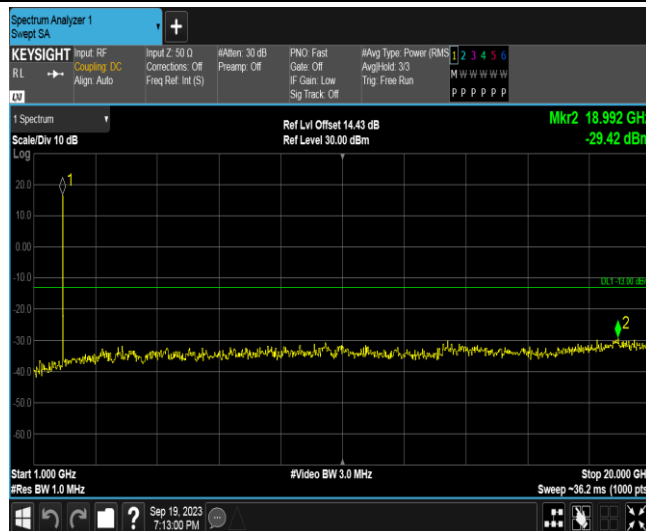 Spectrum Analyzer 1
Swept SA
+
KEYSIGHT
RL
LXI
Input: RF
Coupling: DC
Align: Auto
Input Z: 50 Ω
Corrections: Off
Freq Ref: Int (S)
#Atten: 30 dB
Preamp: Off
PNO: Fast
Gate: Off
IF Gain: Low
Sig Track: Off
#Avg Type: Power (RMS
Avg|Hold: 3/3
Trig: Free Run
1 2 3 4 5 6
M W W W W W
P P P P P P
1 Spectrum
Scale/Div 10 dB
Log
Ref Lvl Offset 14.43 dB
Ref Level 30.00 dBm
Mkr2 18.992 GHz
-29.42 dBm
1
20.0
10.0
0.00
-10.0
DL1 -13.00 dBm
-20.0
2
-30.0
-40.0
-50.0
-60.0
Start 1.000 GHz
#Res BW 1.0 MHz
#Video BW 3.0 MHz
Stop 20.000 GHz
Sweep ~36.2 ms (1000 pts
?
Sep 19, 2023
7:13:00 PM